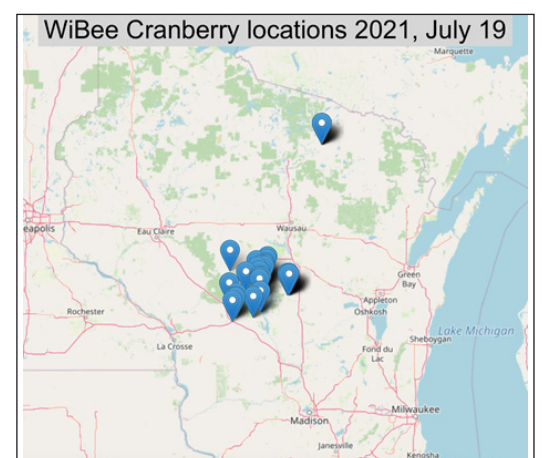 WiBee Cranberry locations 2021, July 19
Marquette
eapolis
Eau Claire
Wausau
Green
Bay
Appleton
Oshkosh
Rochester
Lake Michigan
Sheboygan
La Crosse
Fond du
Lac
Milwaukee
Madison
Janesville
Kenosha